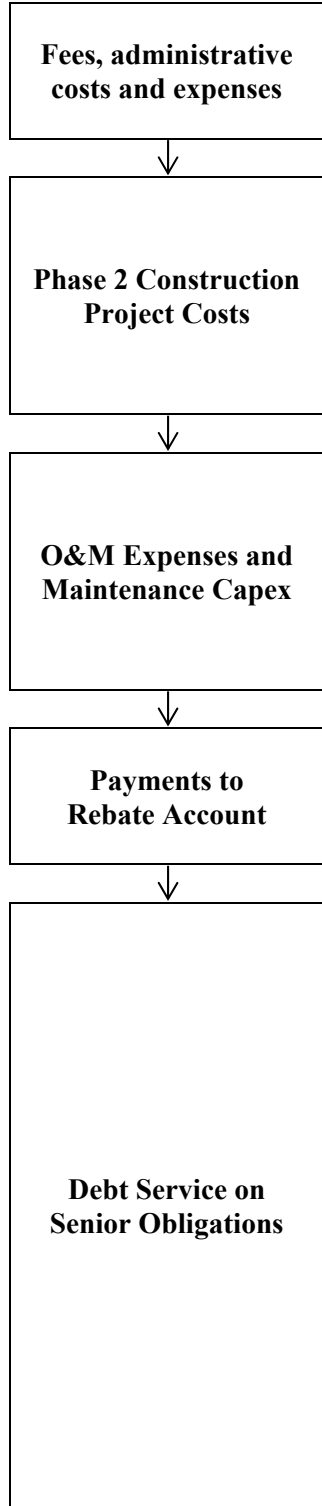 Fees, administrative
costs and expenses
Phase 2 Construction
Project Costs
O&M Expenses and
Maintenance Capex
Payments to
Rebate Account
Debt Service on
Senior Obligations